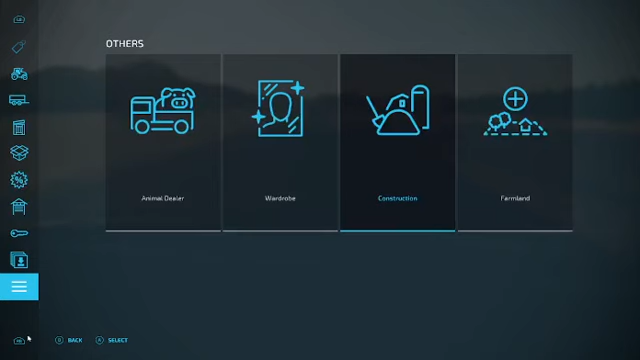 OTHERS
Animal Dealer
Wardrobe
Construction
Farmland
B BACK
A SELECT